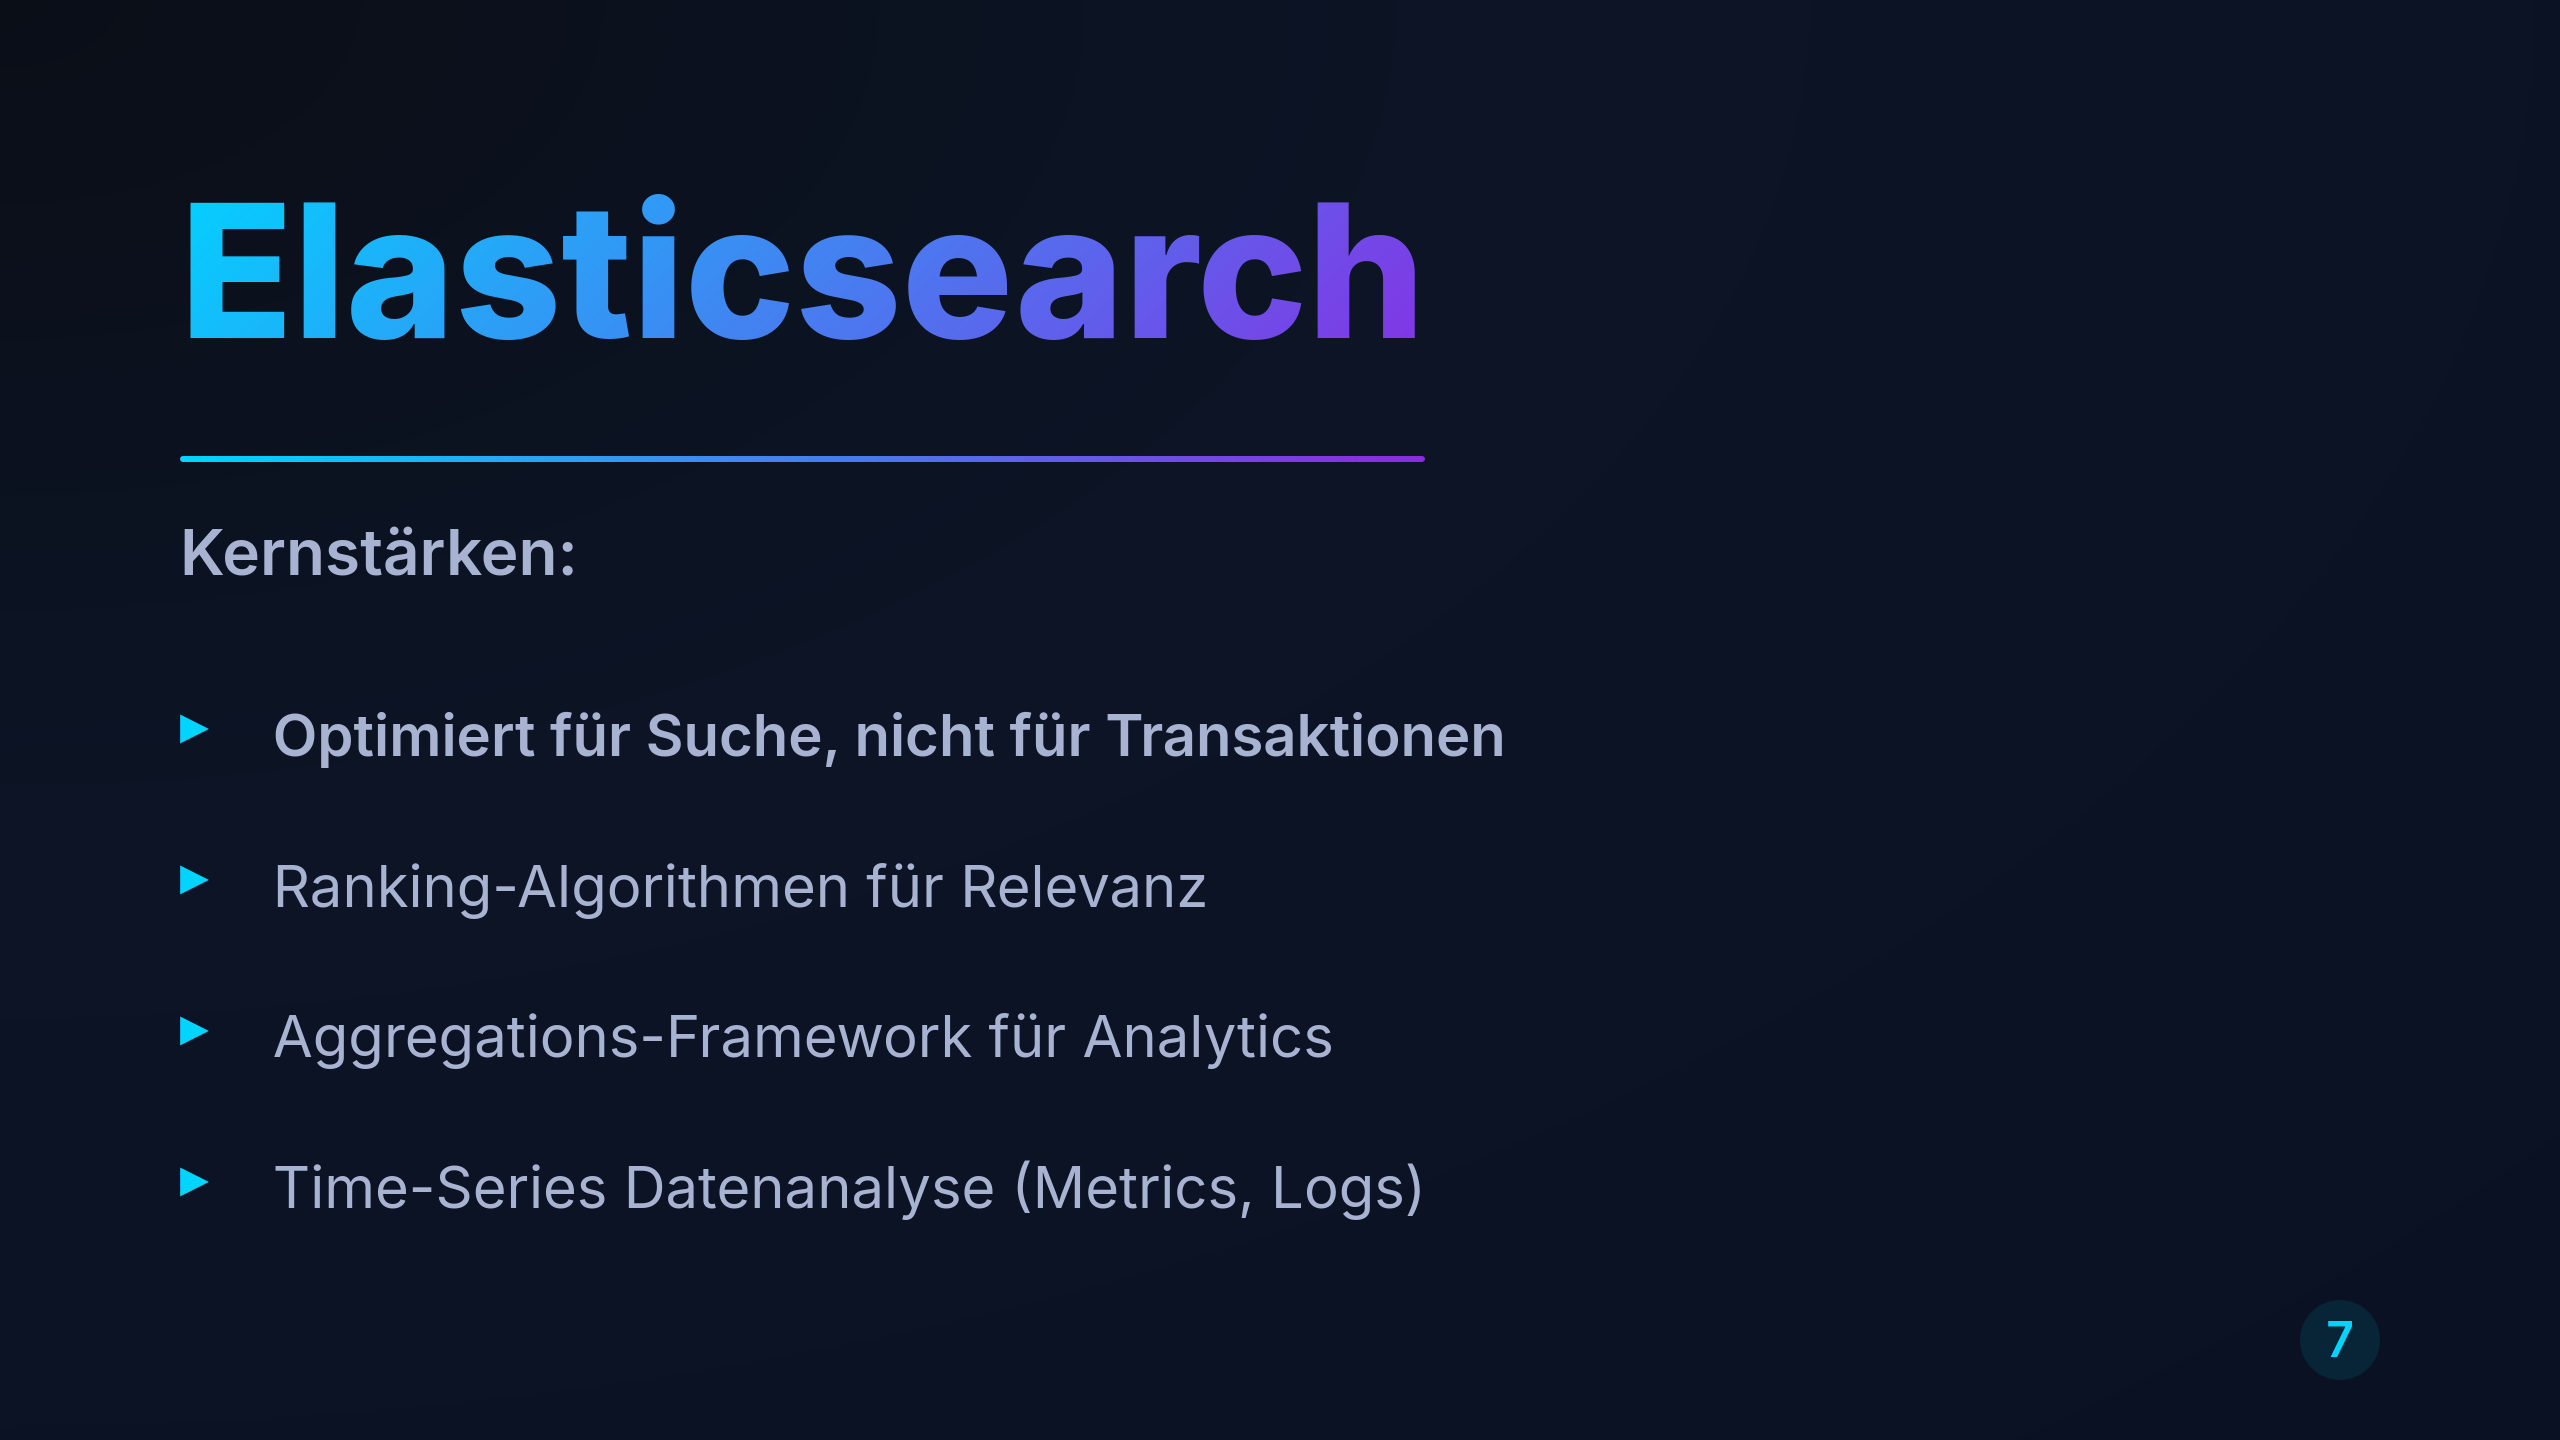 Elasticsearch
Kernstärken:
▶ Optimiert für Suche, nicht für Transaktionen
▶ Ranking-Algorithmen für Relevanz
▶ Aggregations-Framework für Analytics
▶ Time-Series Datenanalyse (Metrics, Logs)
7